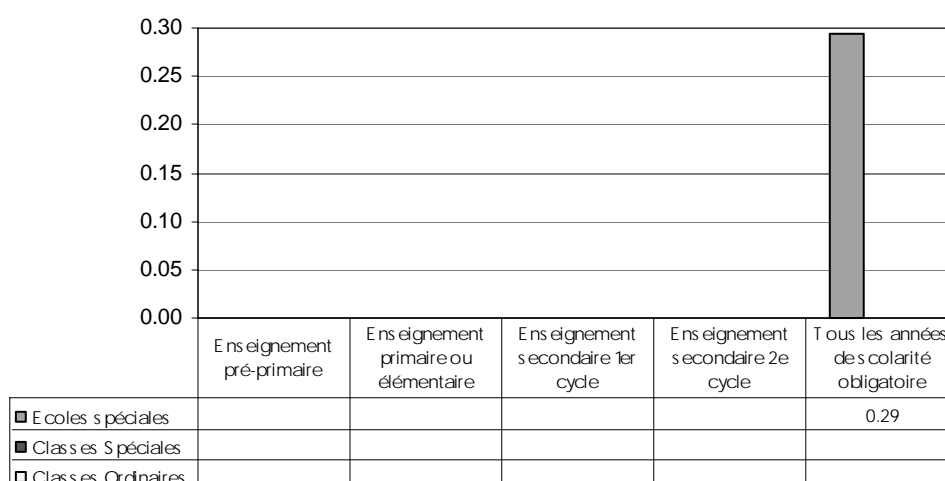 0.30
0.25
0.20
0.15
0.10
0.05
0.00
Enseignement
pré-primaire
Enseignement
primaire ou
élémentaire
Enseignement
secondaire 1er
cycle
Enseignement
secondaire 2e
cycle
Tous les années
de scolarité
obligatoire
Ecoles spéciales 0.29
Classes Spéciales
Classes Ordinaires